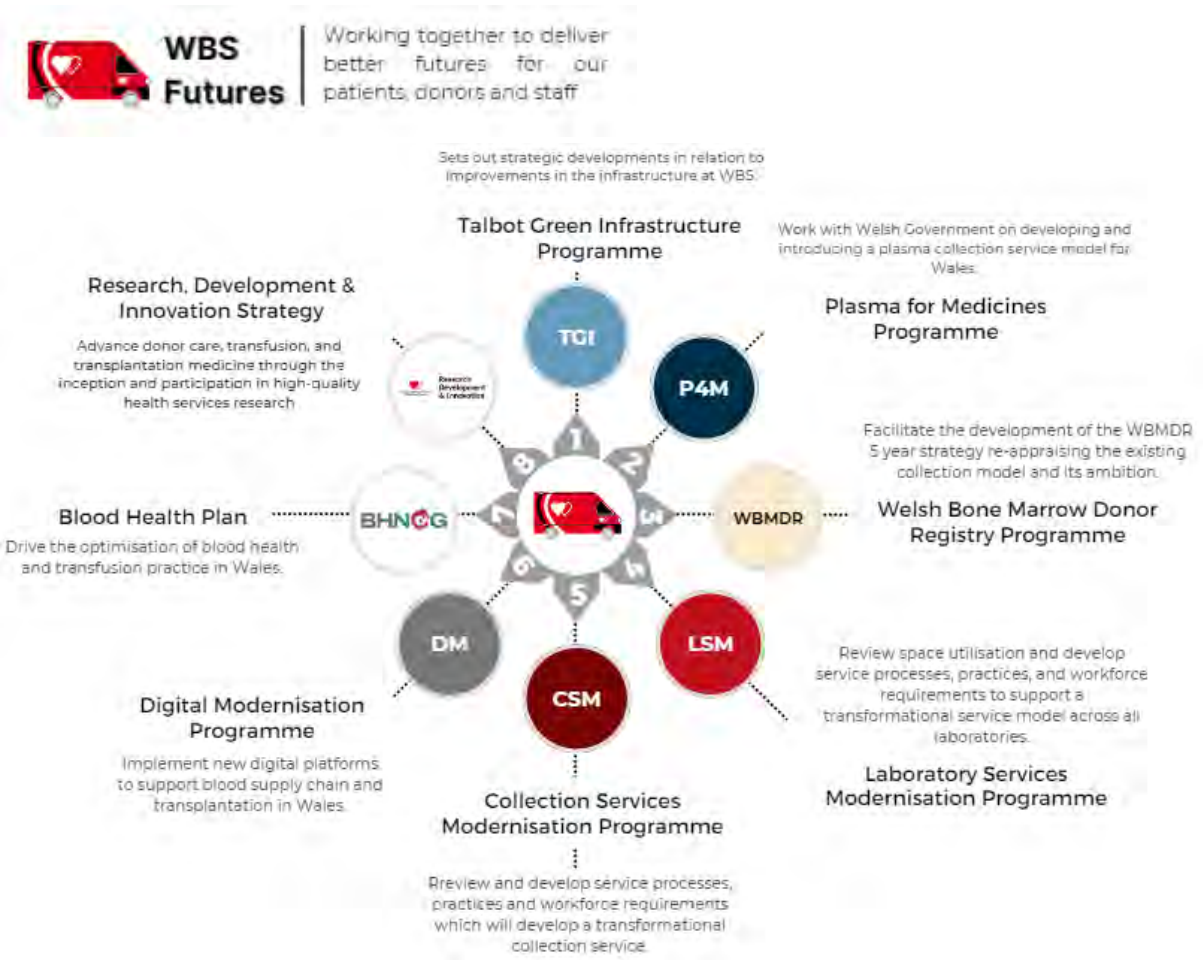 WBS
Futures
Working together to deliver
better futures for our
patients, donors and staff
Sets out strategic developments in relation to
improvements in the infrastructure at WBS.
Talbot Green Infrastructure
Programme
TGI
1
Work with Welsh Government on developing and
introducing a plasma collection service model for
Wales.
Plasma for Medicines
Programme
P4M
2
Facilitate the development of the WBMDR
5 year strategy re-appraising the existing
collection model and its ambition.
Welsh Bone Marrow Donor
Registry Programme
WBMDR
3
Review space utilisation and develop
service processes, practices, and workforce
requirements to support a
transformational service model across all
laboratories.
Laboratory Services
Modernisation Programme
LSM
4
CSM
5
Collection Services
Modernisation Programme
Rreview and develop service processes,
practices and workforce requirements
which will develop a transformational
collection service.
DM
6
Digital Modernisation
Programme
Implement new digital platforms
to support blood supply chain and
transplantation in Wales.
Blood Health Plan
Drive the optimisation of blood health
and transfusion practice in Wales.
BHNOG
7
Research, Development &
Innovation Strategy
Advance donor care, transfusion, and
transplantation medicine through the
inception and participation in high-quality
health services research
Research
Development
& Innovation
8